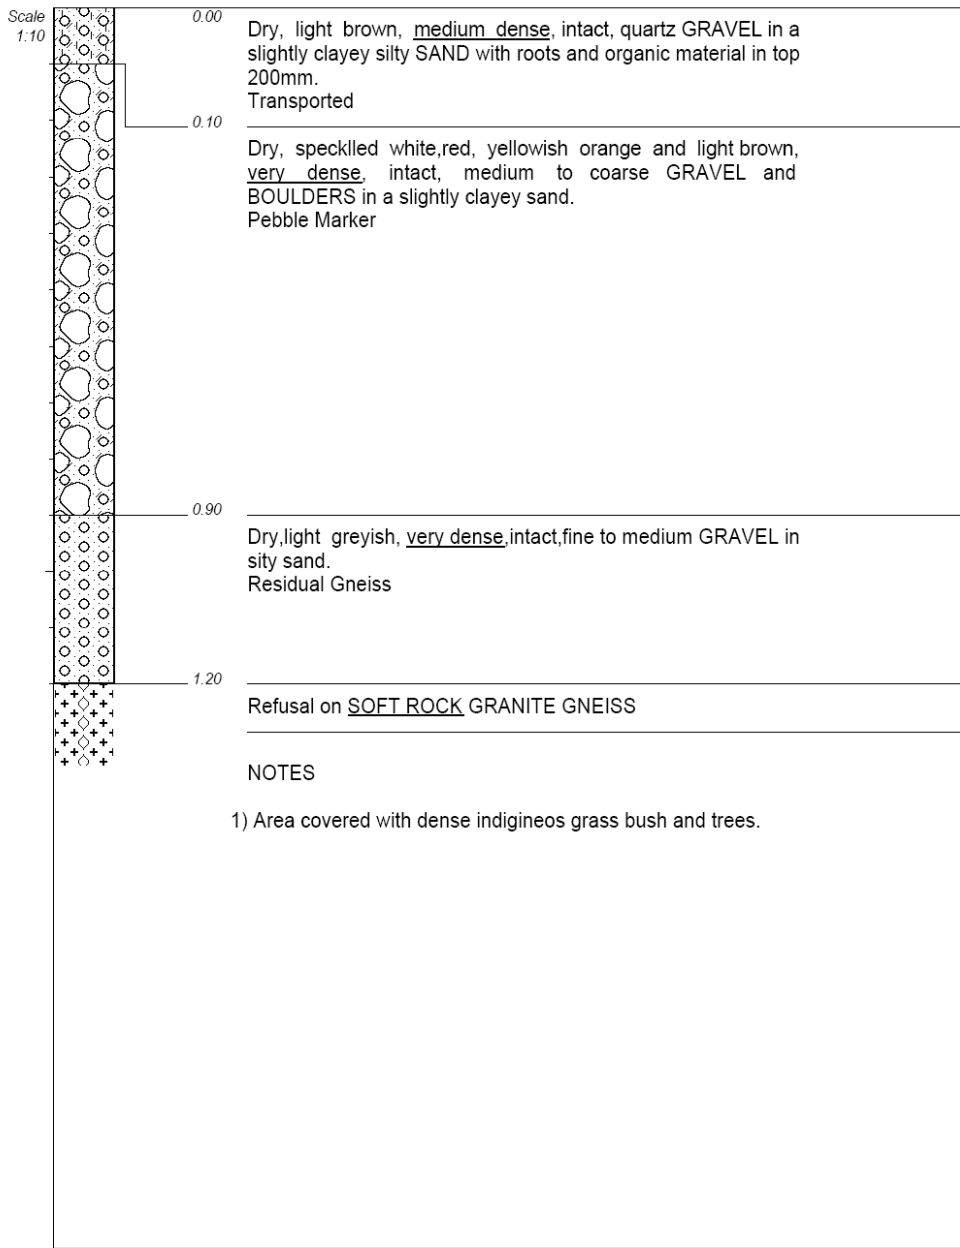 Scale
1:10
0.00
Dry, light brown, medium dense, intact, quartz GRAVEL in a
slightly clayey silty SAND with roots and organic material in top
200mm.
Transported
0.10
Dry, specklled white,red, yellowish orange and light brown,
very dense, intact, medium to coarse GRAVEL and
BOULDERS in a slightly clayey sand.
Pebble Marker
0.90
Dry,light greyish, very dense,intact,fine to medium GRAVEL in
sity sand.
Residual Gneiss
1.20
Refusal on SOFT ROCK GRANITE GNEISS
NOTES
1) Area covered with dense indigineos grass bush and trees.